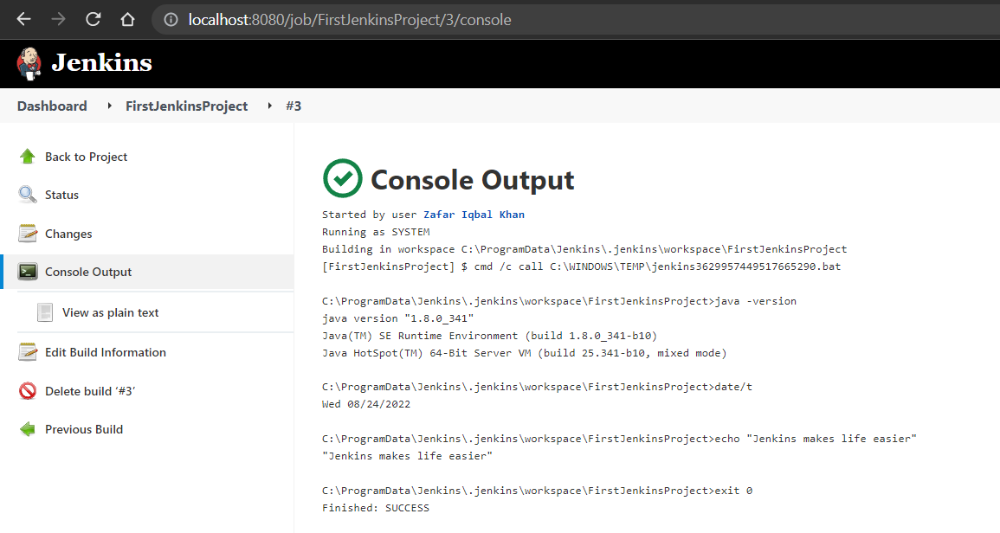 localhost:8080/job/FirstJenkinsProject/3/console
Jenkins
Dashboard FirstJenkinsProject #3
Back to Project
Status
Changes
Console Output
View as plain text
Edit Build Information
Delete build ‘#3’
Previous Build
Console Output
Started by user Zafar Iqbal Khan
Running as SYSTEM
Building in workspace C:\ProgramData\Jenkins\.jenkins\workspace\FirstJenkinsProject
[FirstJenkinsProject] $ cmd /c call C:\WINDOWS\TEMP\jenkins3629957449517665290.bat
C:\ProgramData\Jenkins\.jenkins\workspace\FirstJenkinsProject>java -version
java version "1.8.0_341"
Java(TM) SE Runtime Environment (build 1.8.0_341-b10)
Java HotSpot(TM) 64-Bit Server VM (build 25.341-b10, mixed mode)
C:\ProgramData\Jenkins\.jenkins\workspace\FirstJenkinsProject>date/t
Wed 08/24/2022
C:\ProgramData\Jenkins\.jenkins\workspace\FirstJenkinsProject>echo "Jenkins makes life easier"
"Jenkins makes life easier"
C:\ProgramData\Jenkins\.jenkins\workspace\FirstJenkinsProject>exit 0
Finished: SUCCESS